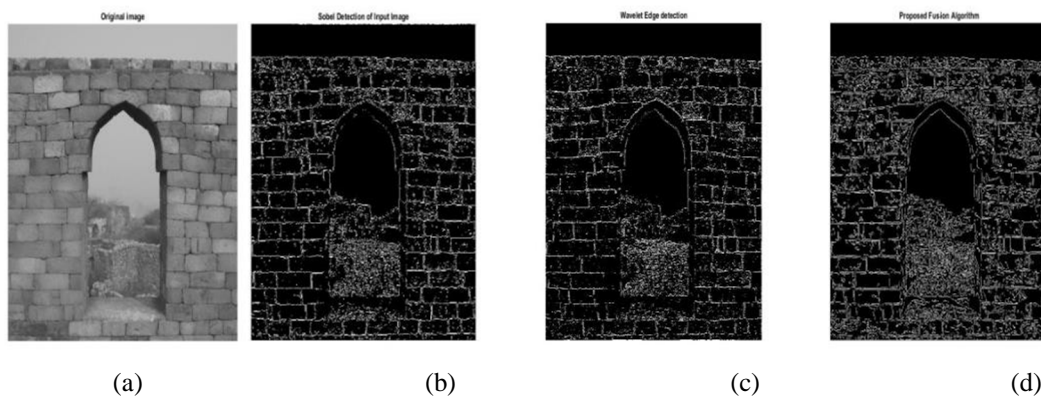 Original image
Sobel Detection of Input Image
Wavelet Edge detection
Proposed Fusion Algorithm
(a)
(b)
(c)
(d)